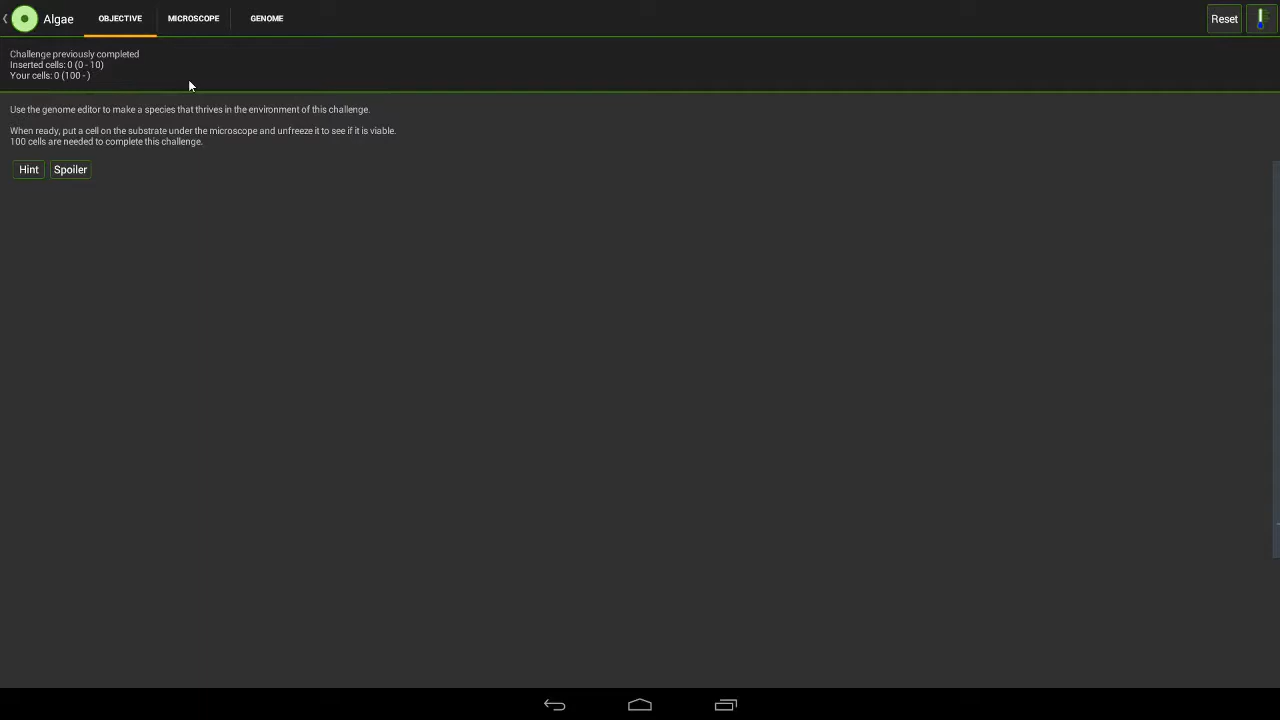 Algae
OBJECTIVE
MICROSCOPE
GENOME
Reset
Challenge previously completed
Inserted cells: 0 (0 - 10)
Your cells: 0 (100 - )
Use the genome editor to make a species that thrives in the environment of this challenge.
When ready, put a cell on the substrate under the microscope and unfreeze it to see if it is viable.
100 cells are needed to complete this challenge.
Hint
Spoiler